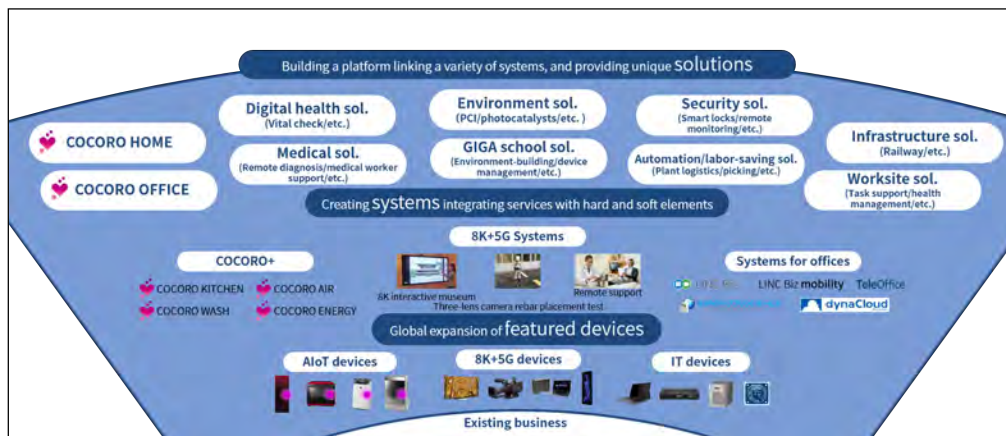 Building a platform linking a variety of systems, and providing unique solutions
Digital health sol.
(Vital check/etc.)
Environment sol.
(PCI/photocatalysts/etc. )
Security sol.
(Smart locks/remote
monitoring/etc.)
COCORO HOME
Medical sol.
(Remote diagnosis/medical worker
support/etc.)
GIGA school sol.
(Environment-building/device
management/etc.)
Automation/labor-saving sol.
(Plant logistics/picking/etc.)
Infrastructure sol.
(Railway/etc.)
COCORO OFFICE
Worksite sol.
(Task support/health
management/etc.)
Creating systems integrating services with hard and soft elements
COCORO+
COCORO KITCHEN
COCORO AIR
COCORO WASH
COCORO ENERGY
8K+5G Systems
8K interactive museum
Three-lens camera rebar placement test
Remote support
Systems for offices
LINC Biz mobility
TeleOffice
dynaCloud
Global expansion of featured devices
AIoT devices
8K+5G devices
IT devices
Existing business